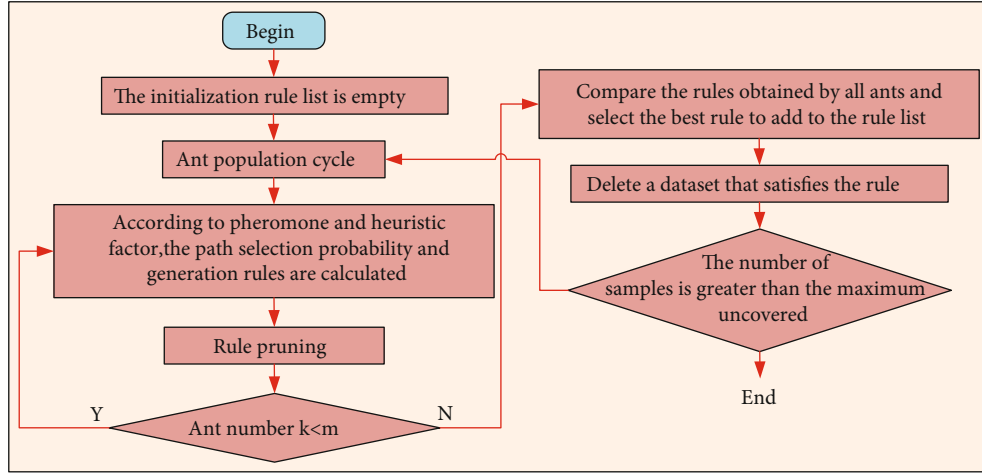 Begin
The initialization rule list is empty
Ant population cycle
According to pheromone and heuristic
factor,the path selection probability and
generation rules are calculated
Rule pruning
Ant number k<m
Y
N
Compare the rules obtained by all ants and
select the best rule to add to the rule list
Delete a dataset that satisfies the rule
The number of
samples is greater than the maximum
uncovered
End